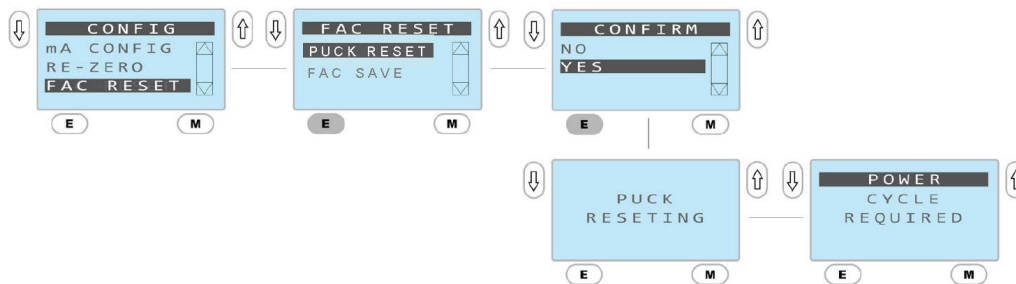 CONFIG
mA CONFIG
RE-ZERO
FAC RESET
E
M
FAC RESET
PUCK RESET
FAC SAVE
E
M
CONFIRM
NO
YES
E
M
PUCK
RESETING
E
M
POWER
CYCLE
REQUIRED
E
M